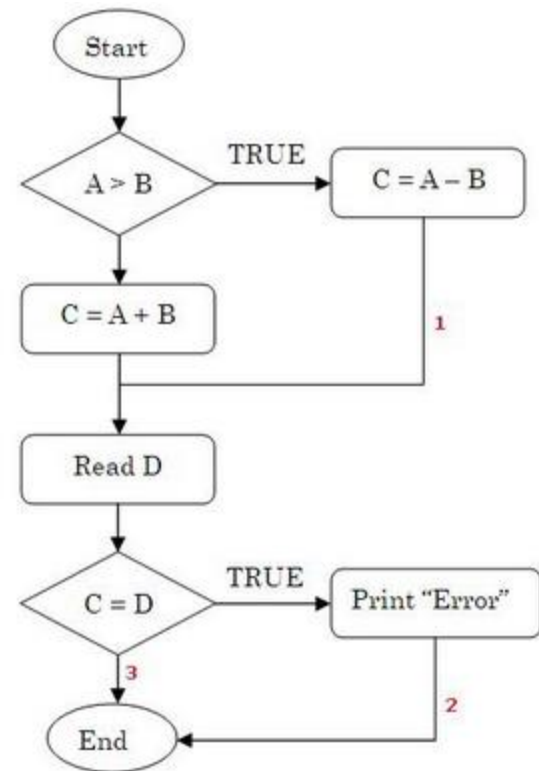 Start
TRUE
A > B
C = A – B
C = A + B
1
Read D
TRUE
C = D
Print “Error”
3
2
End